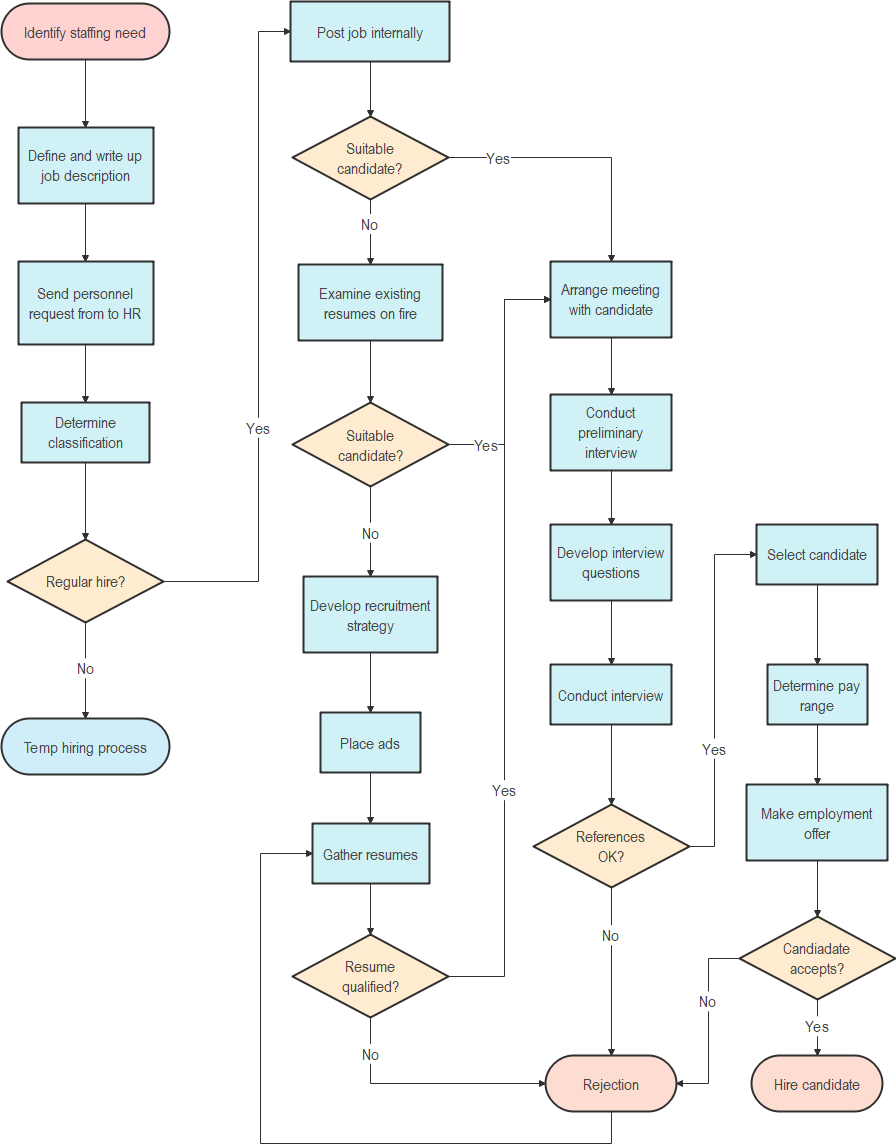 Identify staffing need
Define and write up
job description
Send personnel
request from to HR
Determine
classification
Regular hire?
No
Temp hiring process
Yes
Post job internally
Suitable
candidate?
Yes
No
Examine existing
resumes on fire
Suitable
candidate?
Yes
No
Develop recruitment
strategy
Place ads
Gather resumes
Resume
qualified?
Yes
No
Arrange meeting
with candidate
Conduct
preliminary
interview
Develop interview
questions
Conduct interview
References
OK?
Yes
No
Rejection
Select candidate
Determine pay
range
Make employment
offer
Candiadate
accepts?
No
Yes
Hire candidate